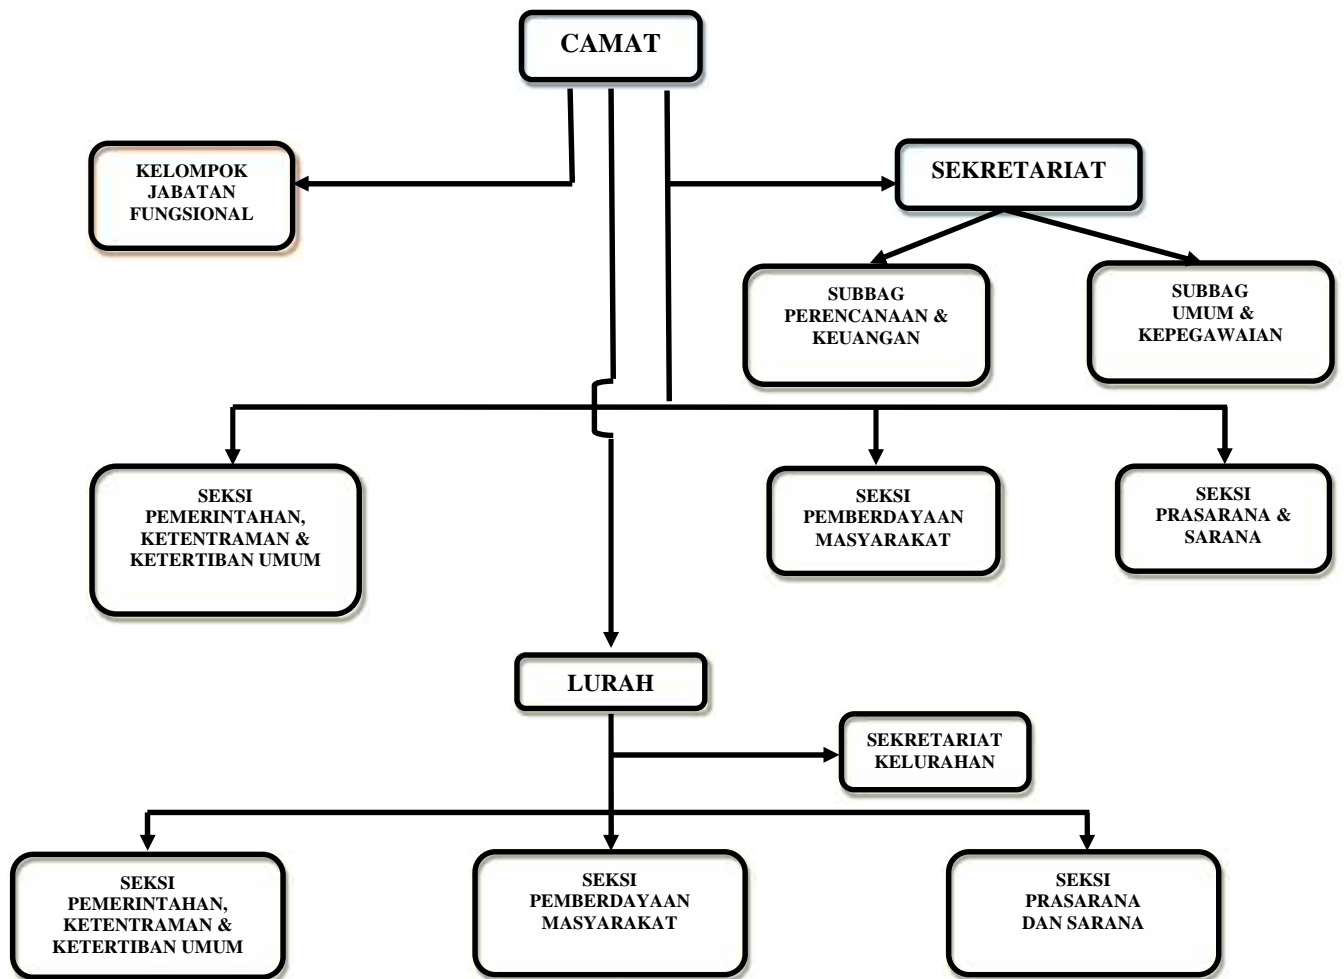 CAMAT
KELOMPOK
JABATAN
FUNGSIONAL
SEKRETARIAT
SUBBAG
PERENCANAAN &
KEUANGAN
SUBBAG
UMUM &
KEPEGAWAIAN
SEKSI
PEMERINTAHAN,
KETENTRAMAN &
KETERTIBAN UMUM
SEKSI
PEMBERDAYAAN
MASYARAKAT
SEKSI
PRASARANA &
SARANA
LURAH
SEKRETARIAT
KELURAHAN
SEKSI
PEMERINTAHAN,
KETENTRAMAN &
KETERTIBAN UMUM
SEKSI
PEMBERDAYAAN
MASYARAKAT
SEKSI
PRASARANA
DAN SARANA